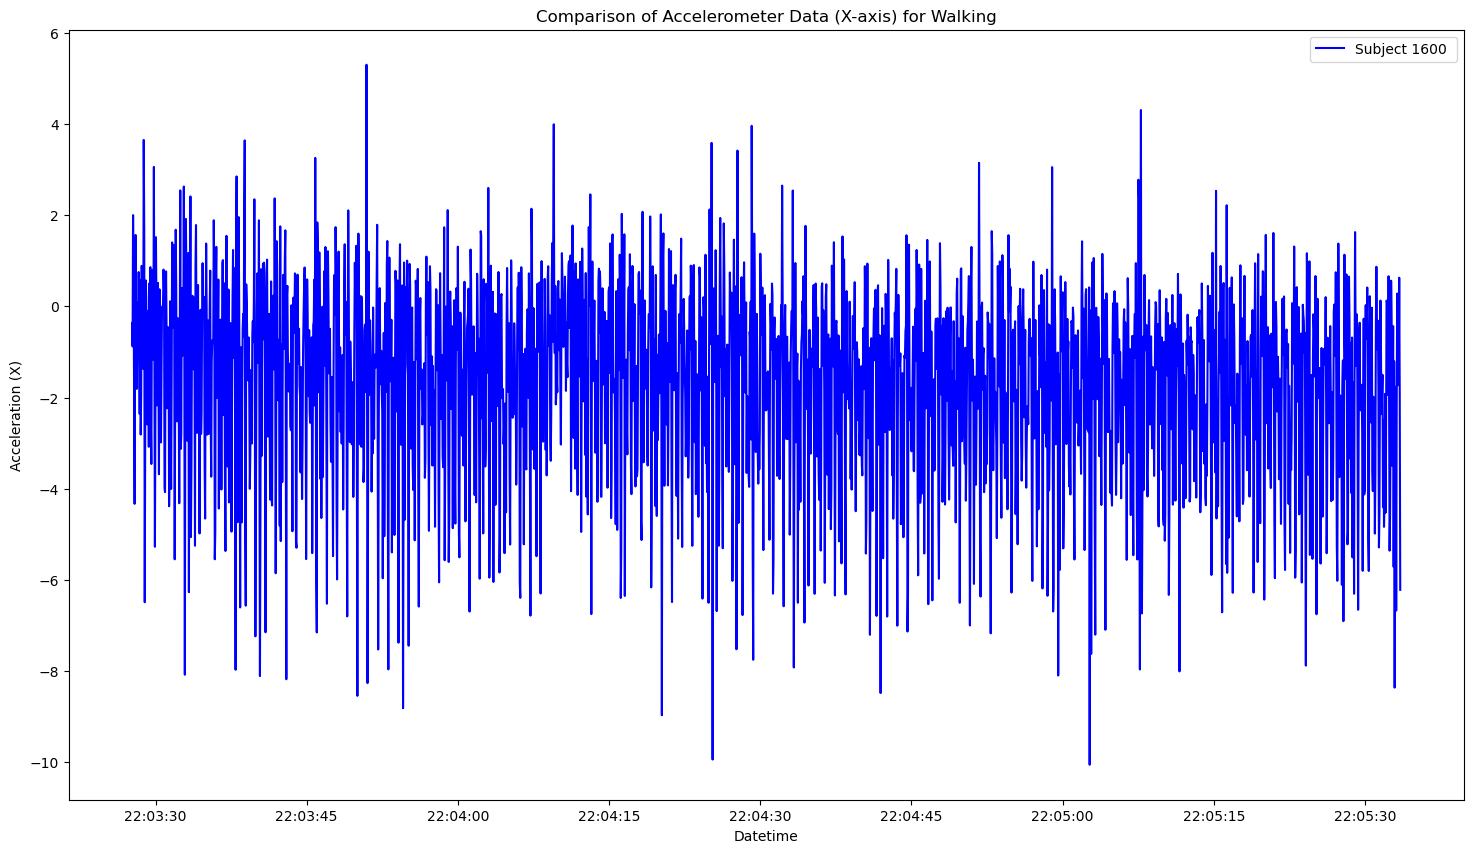 Comparison of Accelerometer Data (X-axis) for Walking
Subject 1600
Acceleration (X)
6
4
2
0
−2
−4
−6
−8
−10
22:03:30 22:03:45 22:04:00 22:04:15 22:04:30 22:04:45 22:05:00 22:05:15 22:05:30
Datetime